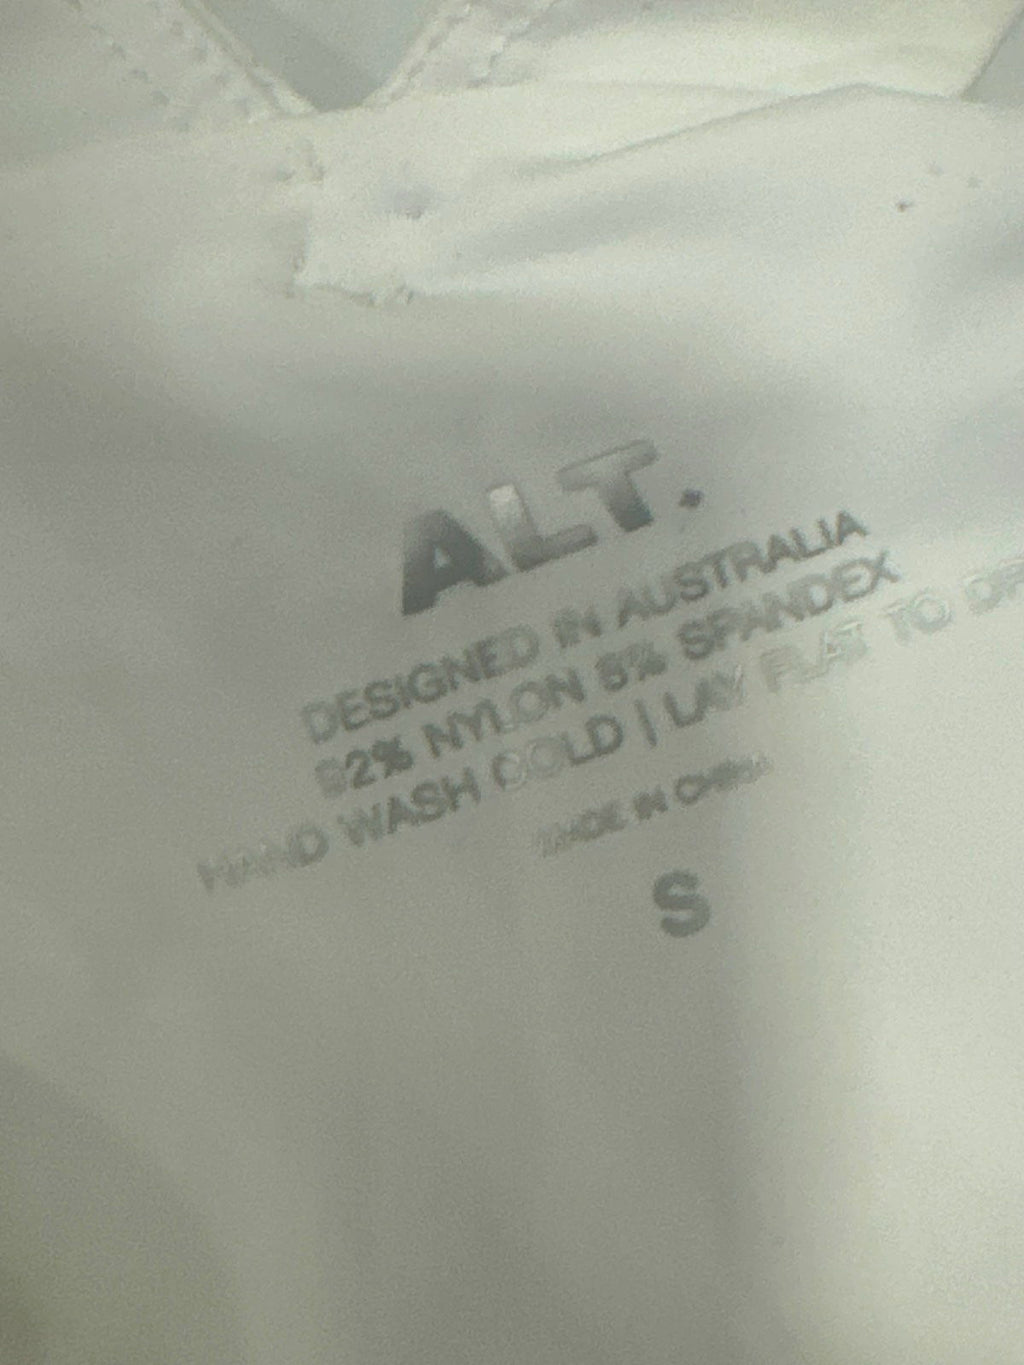 ALT.
DESIGNED IN AUSTRALIA
92% NYLON 8% SPANDEX
HAND WASH COLD | LAY FLAT TO
MADE IN CHINA
S